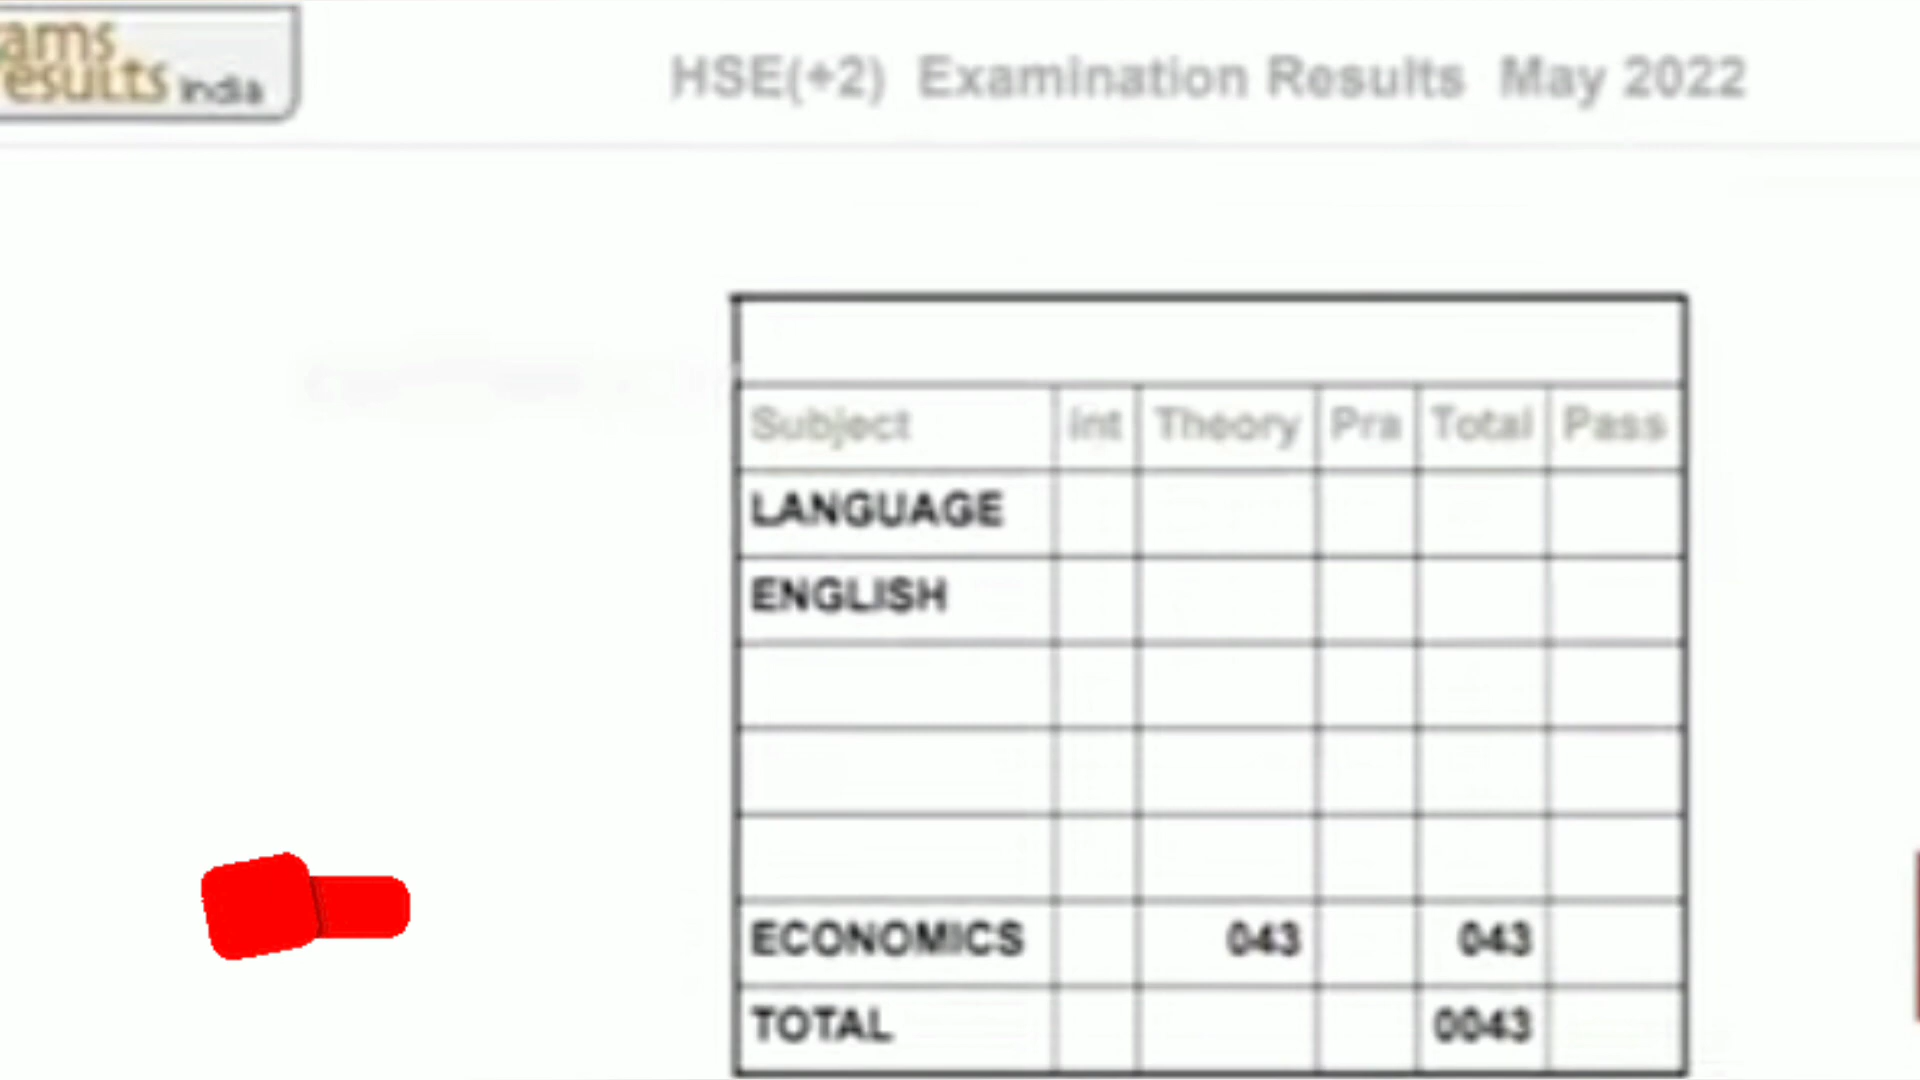 ams
esults india
HSE(+2) Examination Results May 2022
Subject int Theory Pra Total Pass
LANGUAGE
ENGLISH
ECONOMICS 043 043
TOTAL 0043